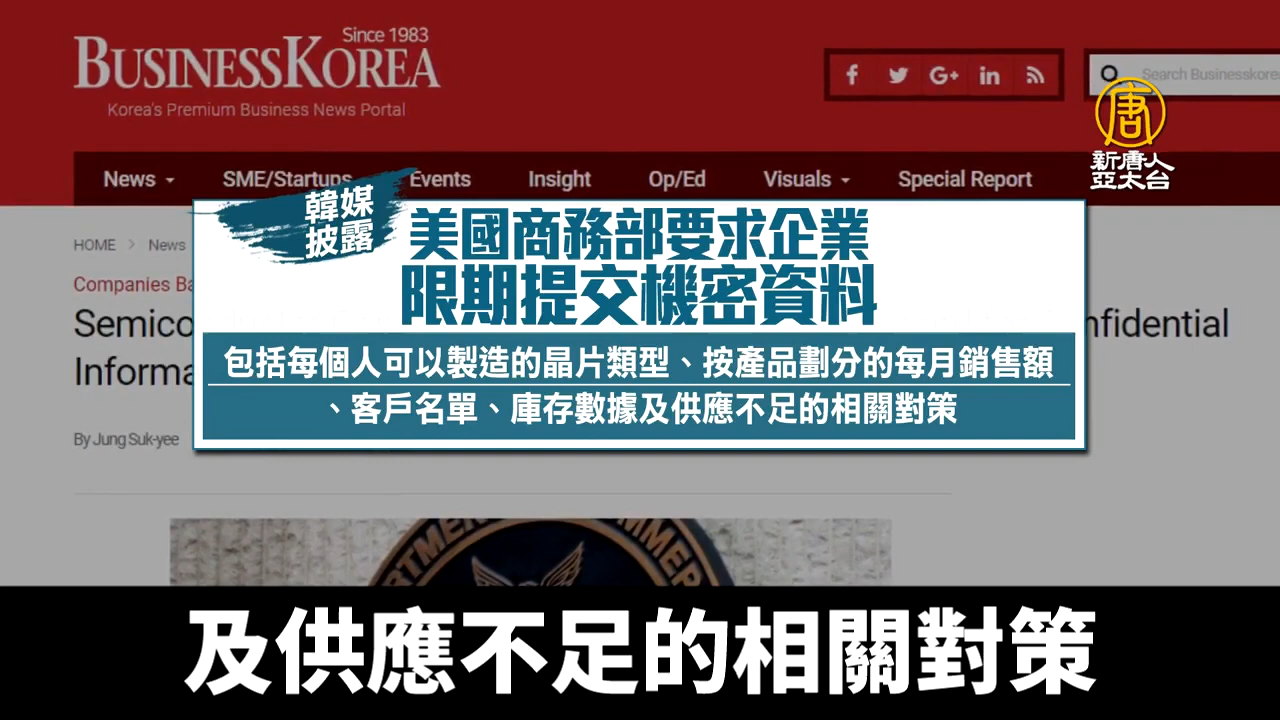 Since 1983
BUSINESSKOREA
Korea's Premium Business News Portal
Search Businesskorea
唐
新唐人
亞太台
News
SME/Startups
Events
Insight
Op/Ed
Visuals
Special Report
韓媒
披露
美國商務部要求企業
限期提交機密資料
HOME > News
Companies
Semico
nfidential
Informa
包括每個人可以製造的晶片類型、按產品劃分的每月銷售額
、客戶名單、庫存數據及供應不足的相關對策
By Jung Suk-yee
及供應不足的相關對策